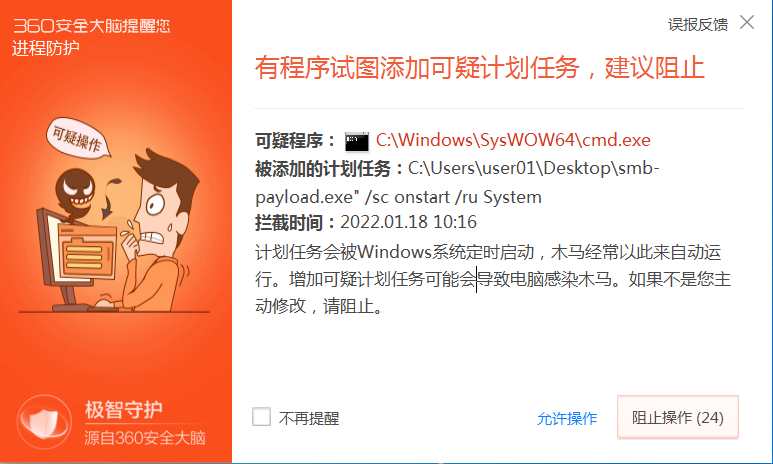 360安全大脑提醒您
进程防护
误报反馈
有程序试图添加可疑计划任务，建议阻止
可疑操作
可疑程序： C:\Windows\SysWOW64\cmd.exe
被添加的计划任务：C:\Users\user01\Desktop\smb-
payload.exe" /sc onstart /ru System
拦截时间：2022.01.18 10:16
计划任务会被Windows系统定时启动，木马经常以此来自动运
行。增加可疑计划任务可能会导致电脑感染木马。如果不是您主
动修改，请阻止。
极智守护
源自360安全大脑
不再提醒
允许操作
阻止操作 (24)